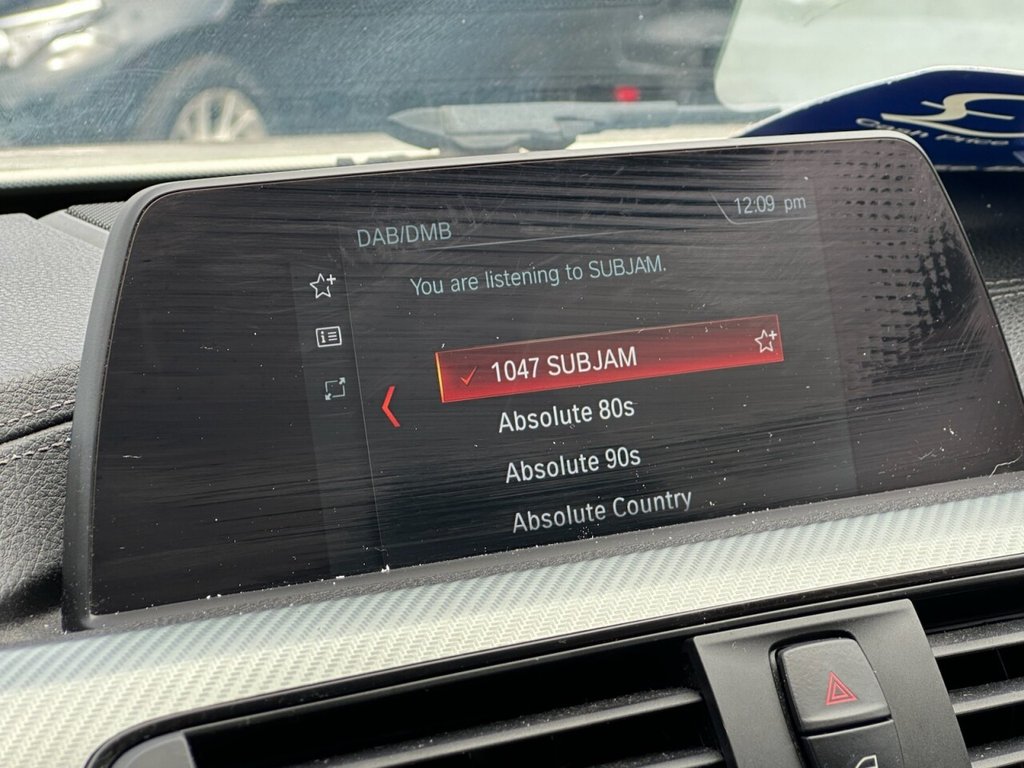 12:09 pm
DAB/DMB
You are listening to SUBJAM.
1047 SUBJAM
Absolute 80s
Absolute 90s
Absolute Country